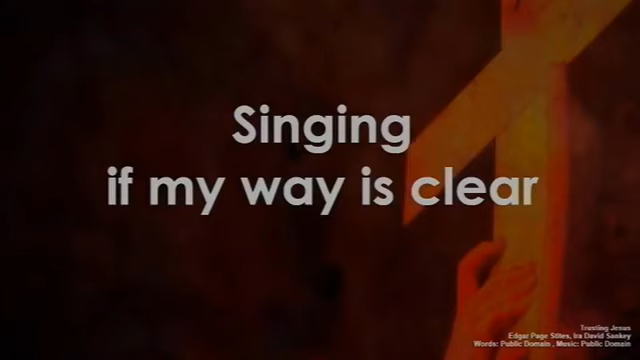 Singing
if my way is clear
Trusting Jesus
Edgar Page Stites, Ira David Sankey
Words: Public Domain , Music: Public Domain